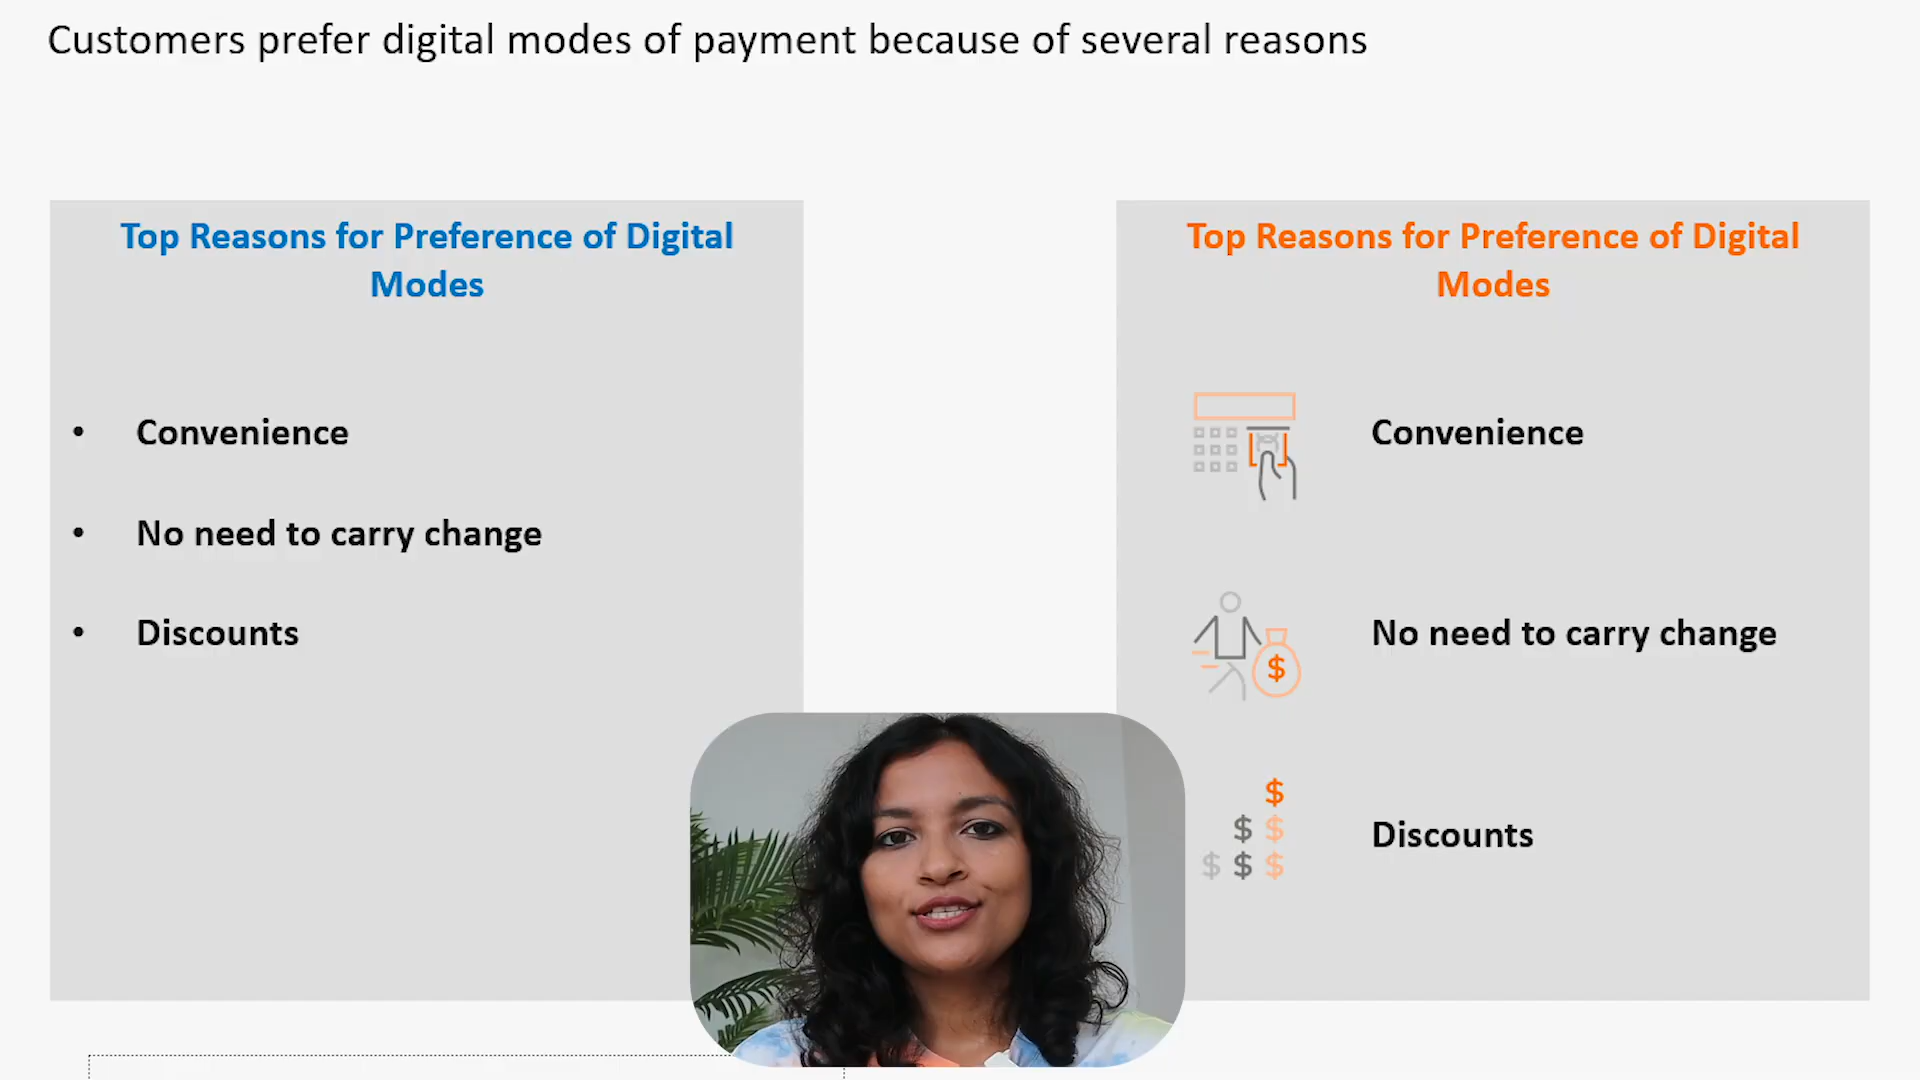 Customers prefer digital modes of payment because of several reasons
Top Reasons for Preference of Digital
Modes
• Convenience
• No need to carry change
• Discounts
Top Reasons for Preference of Digital
Modes
Convenience
$
No need to carry change
$
$ $
$ $ $
Discounts